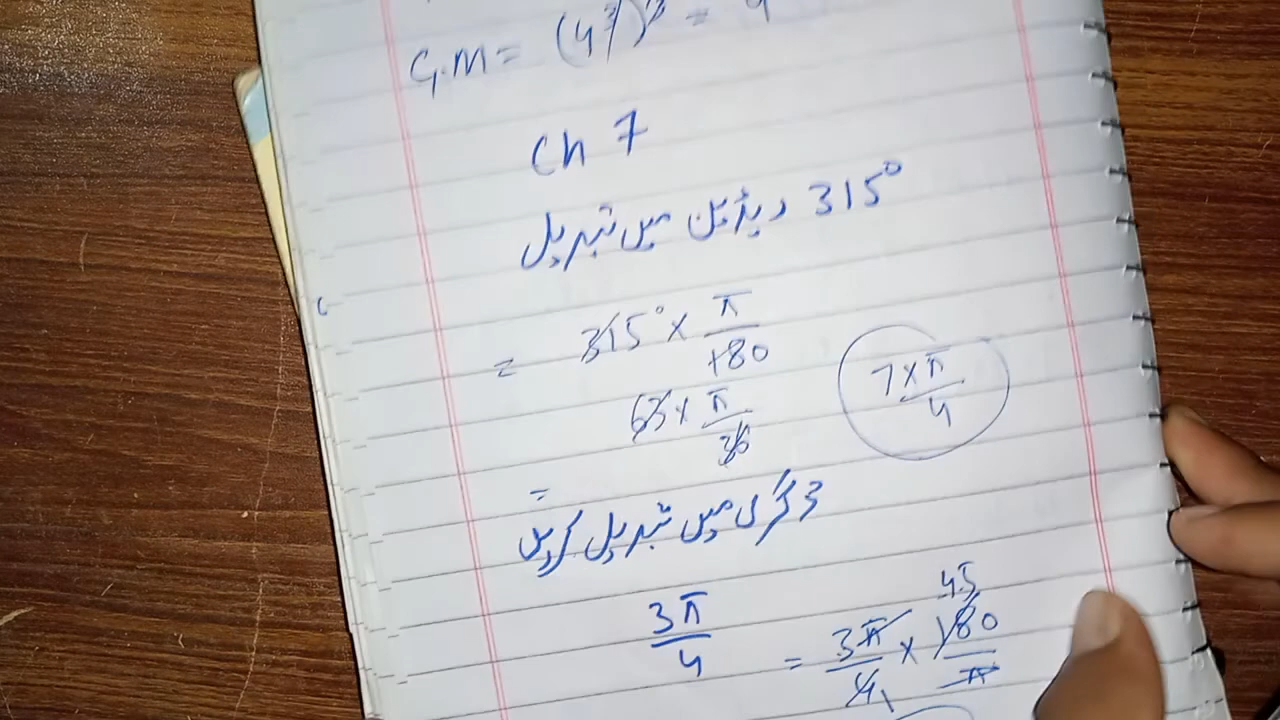 G.M = (4³)^⅓ = 4
Ch 7
315° ریڈین میں تبدیل
= 315° × π/180
63 × π/36
7 × π/4
=
ڈگری میں تبدیل کریں
3π/4 = 3π/4 × 180/π
45
1